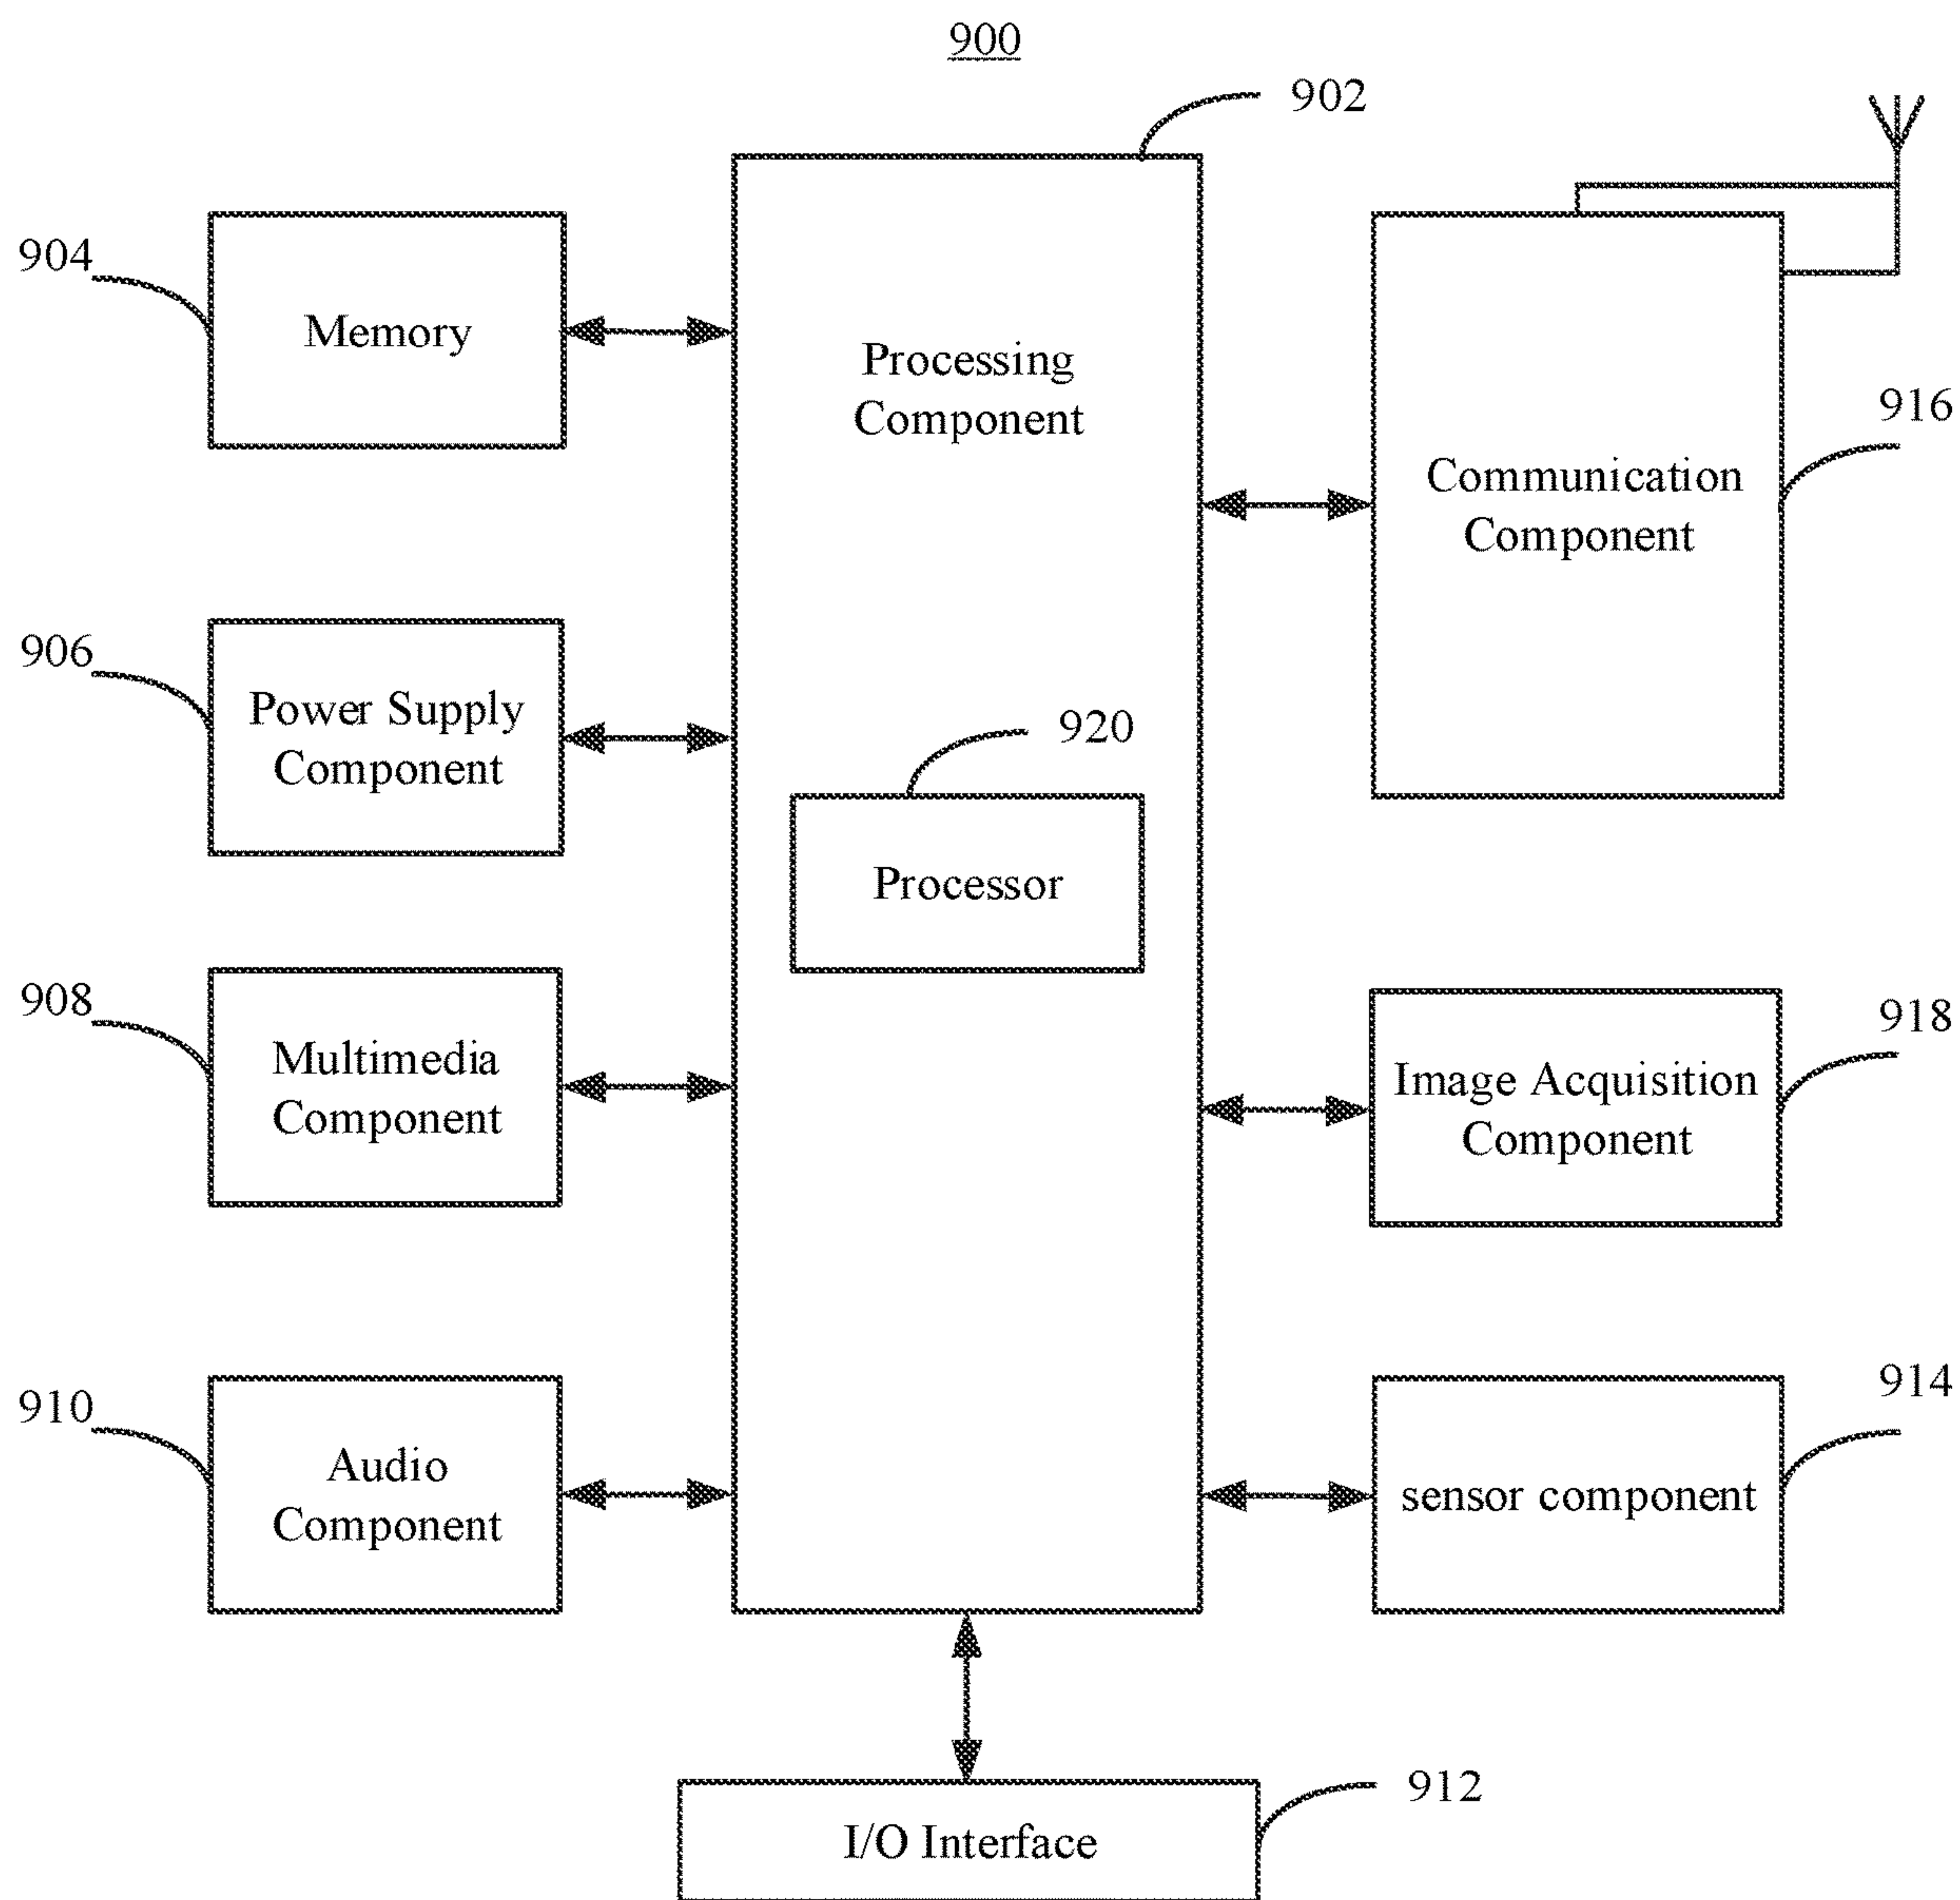 900
902
904
Memory
Processing
Component
916
Communication
Component
906
Power Supply
Component
920
Processor
908
Multimedia
Component
918
Image Acquisition
Component
910
Audio
Component
914
sensor component
912
I/O Interface